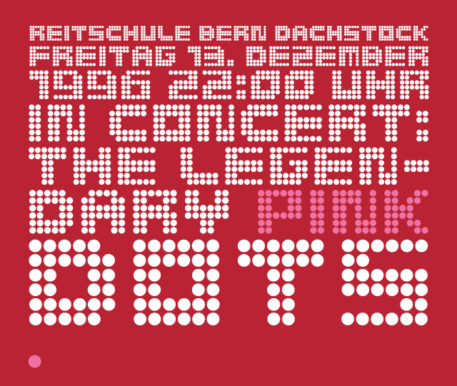 REITSCHULE BERN DACHSTOCK
FREITAG 13. DEZEMBER
1996 22:00 UHR
IN CONCERT:
THE LEGEN-
DARY PINK
DOTS